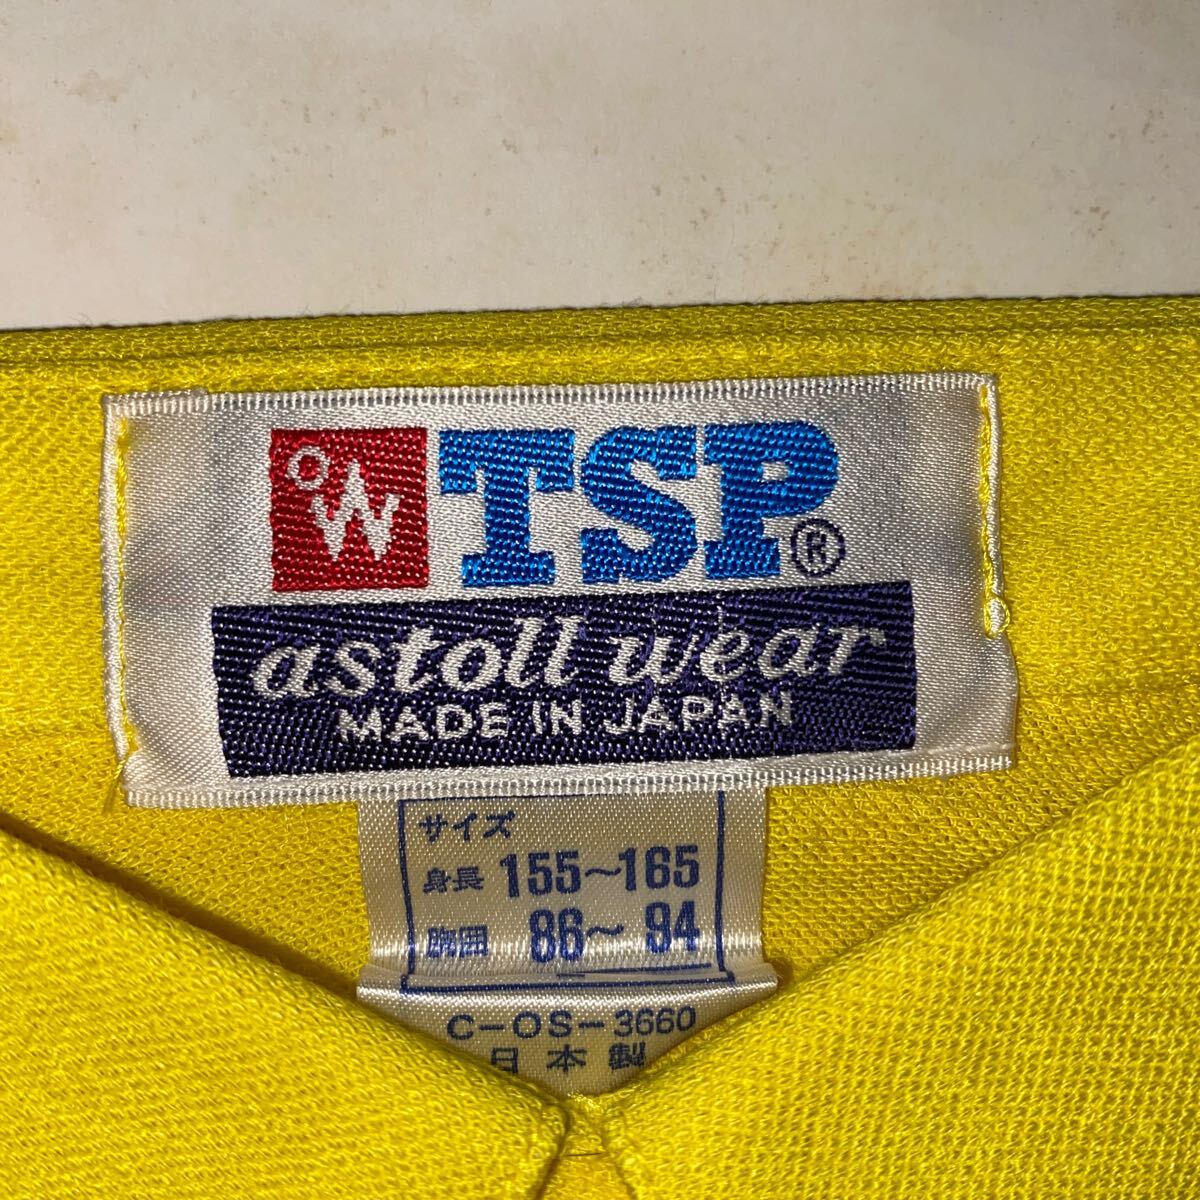 OW TSP®
astoll wear
MADE IN JAPAN
サイズ
身長 155～165
胸囲 86～94
C-OS-3660
日本製